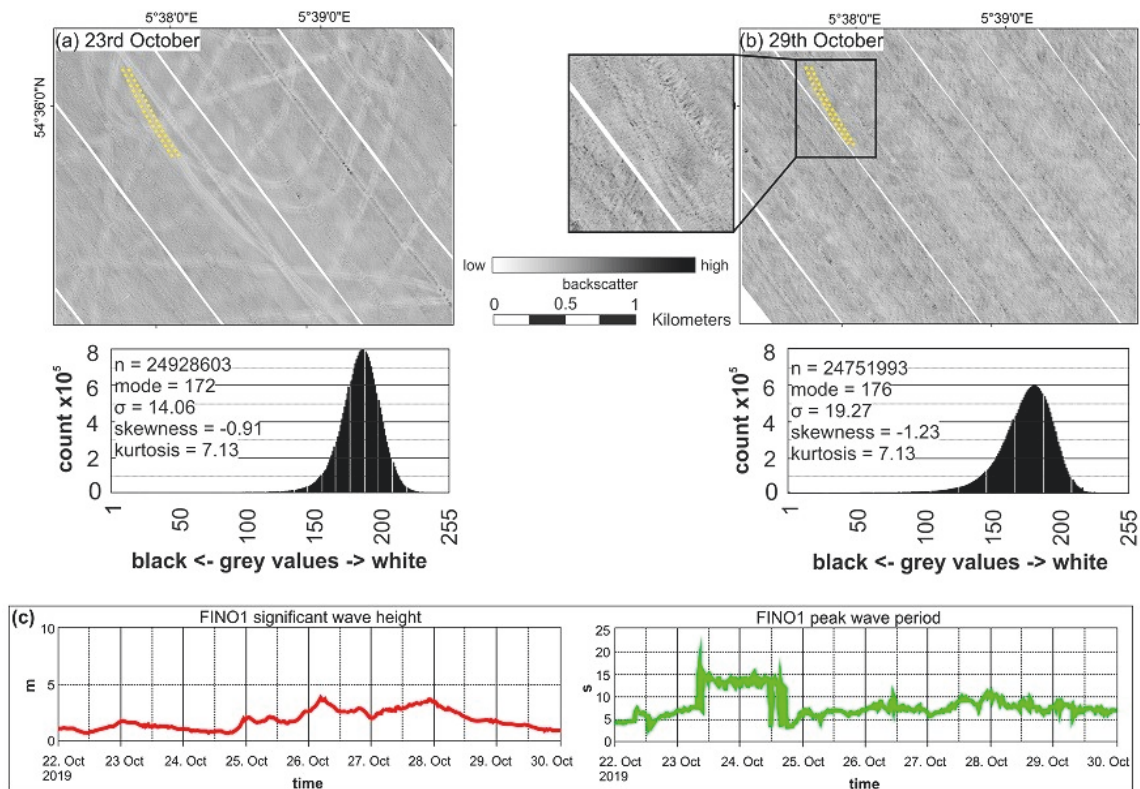 5°38'0"E 5°39'0"E
(a) 23rd October
54°36'0"N
5°38'0"E 5°39'0"E
(b) 29th October
low high
backscatter
0 0.5 1
Kilometers
8
6
4
2
0
count x10⁵
n = 24928603
mode = 172
σ = 14.06
skewness = -0.91
kurtosis = 7.13
1 50 100 150 200 255
black <- grey values -> white
8
6
4
2
0
count x10⁵
n = 24751993
mode = 176
σ = 19.27
skewness = -1.23
kurtosis = 7.13
1 50 100 150 200 255
black <- grey values -> white
(c)
FINO1 significant wave height
10
5
0
m
22. Oct 23. Oct 24. Oct 25. Oct 26. Oct 27. Oct 28. Oct 29. Oct 30. Oct
2019
time
FINO1 peak wave period
25
20
15
10
5
0
s
22. Oct 23. Oct 24. Oct 25. Oct 26. Oct 27. Oct 28. Oct 29. Oct 30. Oct
2019
time